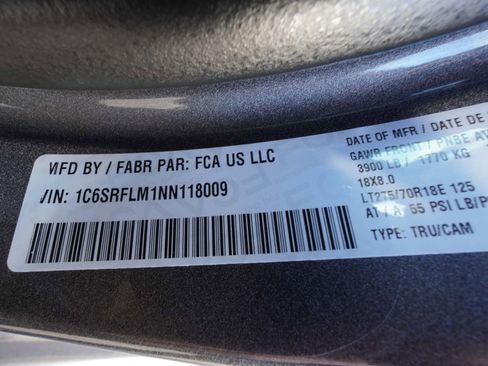 MFD BY / FABR PAR: FCA US LLC
VIN: 1C6SRFLM1NN118009
DATE OF MFR / DATE DE
GAWR FRONT / PNBE AV
3900 LB/ 1770 KG
18X8.0
LT275/70R18E 125
AT / À 55 PSI LB/P
TYPE: TRU/CAM